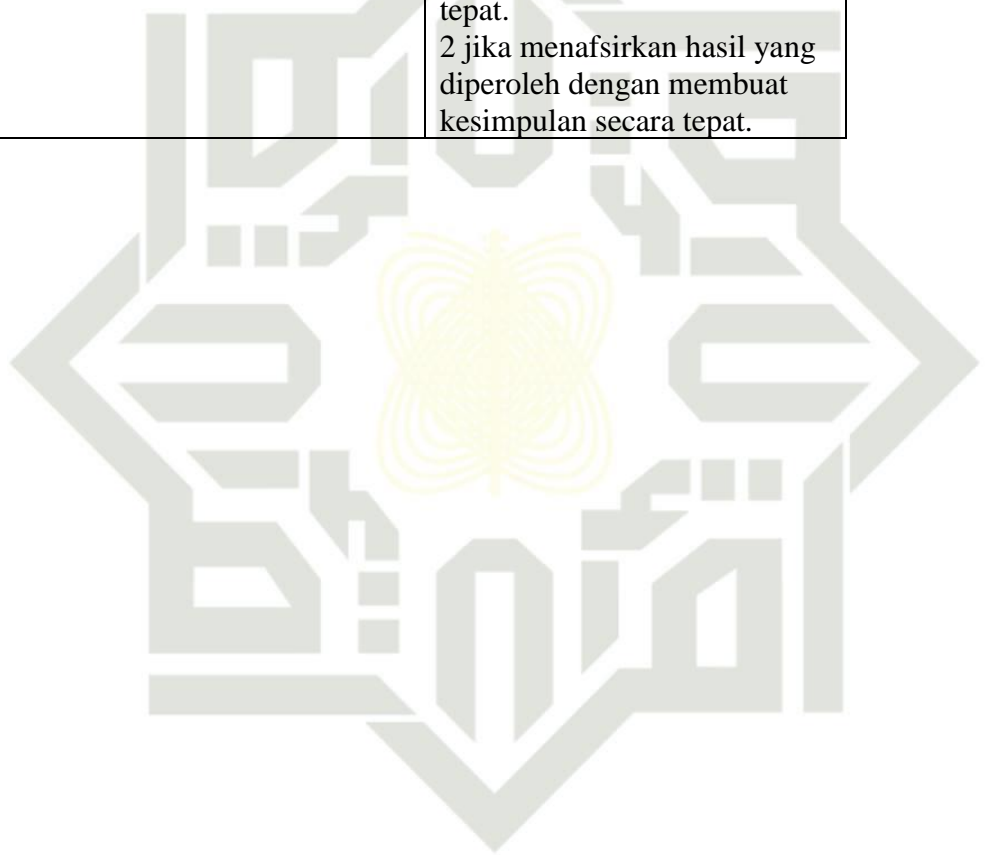 tepat.
2 jika menafsirkan hasil yang
diperoleh dengan membuat
kesimpulan secara tepat.